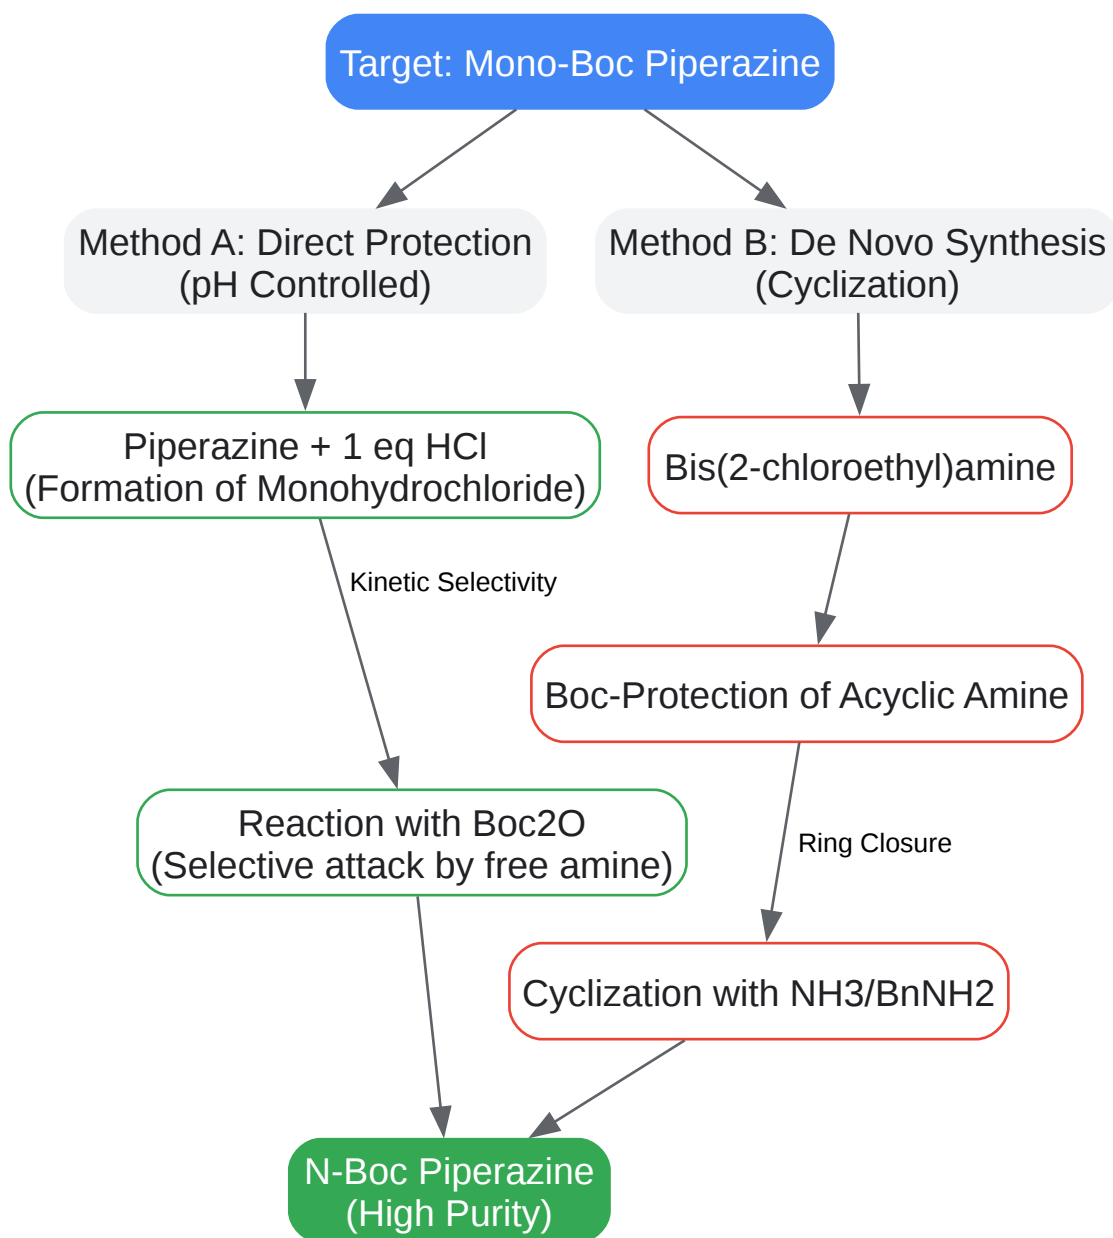 Target: Mono-Boc Piperazine
Method A: Direct Protection
(pH Controlled)
Method B: De Novo Synthesis
(Cyclization)
Piperazine + 1 eq HCl
(Formation of Monohydrochloride)
Bis(2-chloroethyl)amine
Kinetic Selectivity
Boc-Protection of Acyclic Amine
Reaction with Boc2O
(Selective attack by free amine)
Ring Closure
Cyclization with NH3/BnNH2
N-Boc Piperazine
(High Purity)